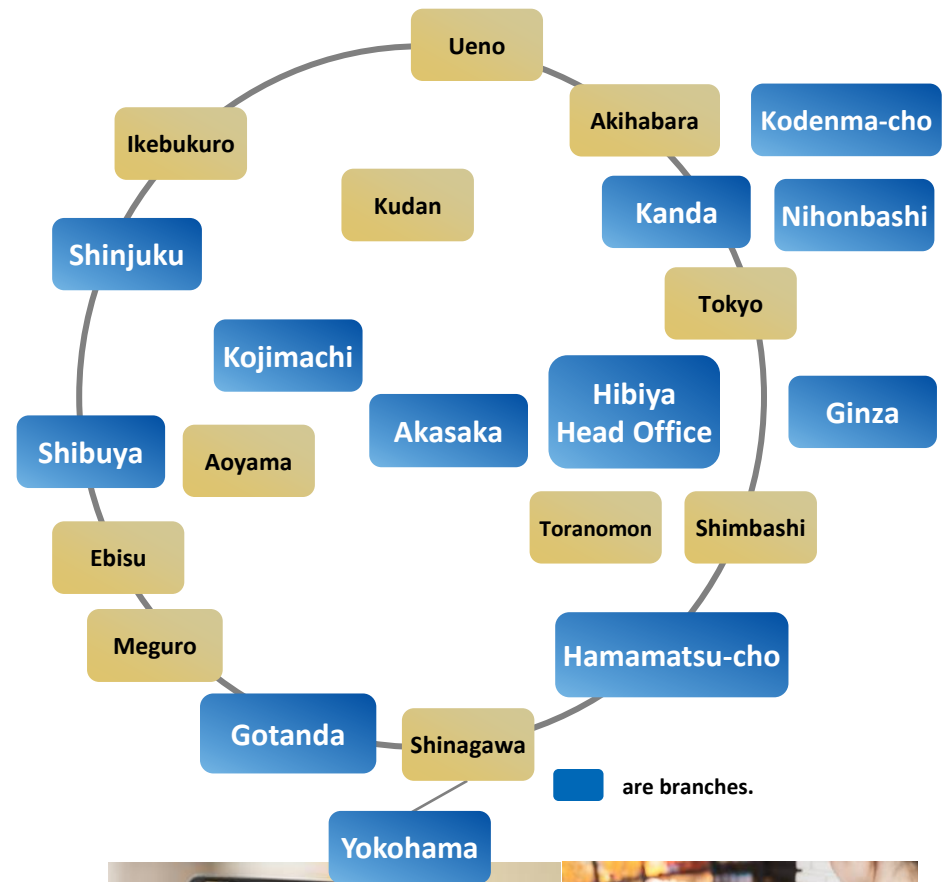 Ueno
Akihabara
Kodenma-cho
Ikebukuro
Kudan
Kanda
Nihonbashi
Shinjuku
Tokyo
Kojimachi
Hibiya
Head Office
Akasaka
Ginza
Shibuya
Aoyama
Toranomon
Shimbashi
Ebisu
Meguro
Hamamatsu-cho
Gotanda
Shinagawa
are branches.
Yokohama